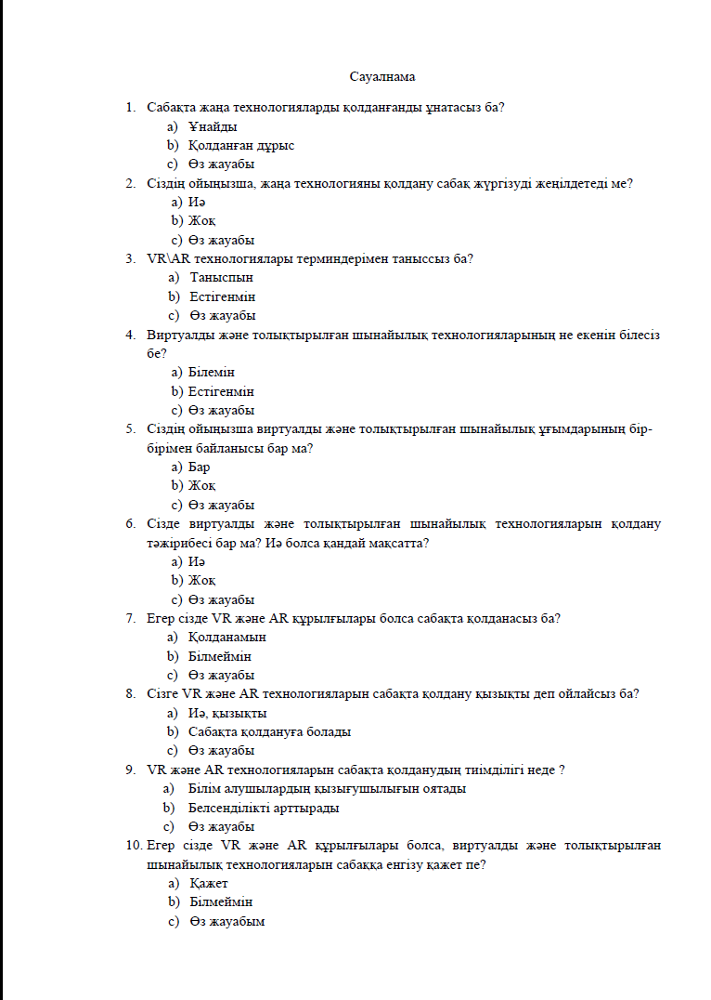 Сауалнама
1. Сабақта жаңа технологияларды қолданғанды ұнатасыз ба?
a) Ұнайды
b) Қолданған дұрыс
c) Өз жауабы
2. Сіздің ойыңызша, жаңа технологияны қолдану сабақ жүргізуді жеңілдетеді ме?
a) Иә
b) Жоқ
c) Өз жауабы
3. VR\AR технологиялары терминдерімен таныссыз ба?
a) Таныспын
b) Естігенмін
c) Өз жауабы
4. Виртуалды және толықтырылған шынайылық технологияларының не екенін білесіз
бе?
a) Білемін
b) Естігенмін
c) Өз жауабы
5. Сіздің ойыңызша виртуалды және толықтырылған шынайылық ұғымдарының бір-
бірімен байланысы бар ма?
a) Бар
b) Жоқ
c) Өз жауабы
6. Сізде виртуалды және толықтырылған шынайылық технологияларын қолдану
тәжірибесі бар ма? Иә болса қандай мақсатта?
a) Иә
b) Жоқ
c) Өз жауабы
7. Егер сізде VR және AR құрылғылары болса сабақта қолданасыз ба?
a) Қолданамын
b) Білмеймін
c) Өз жауабы
8. Сізге VR және AR технологияларын сабақта қолдану қызықты деп ойлайсыз ба?
a) Иә, қызықты
b) Сабақта қолдануға болады
c) Өз жауабы
9. VR және AR технологияларын сабақта қолданудың тиімділігі неде ?
a) Білім алушылардың қызығушылығын оятады
b) Белсенділікті арттырады
c) Өз жауабы
10. Егер сізде VR және AR құрылғылары болса, виртуалды және толықтырылған
шынайылық технологияларын сабаққа енгізу қажет пе?
a) Қажет
b) Білмеймін
c) Өз жауабым